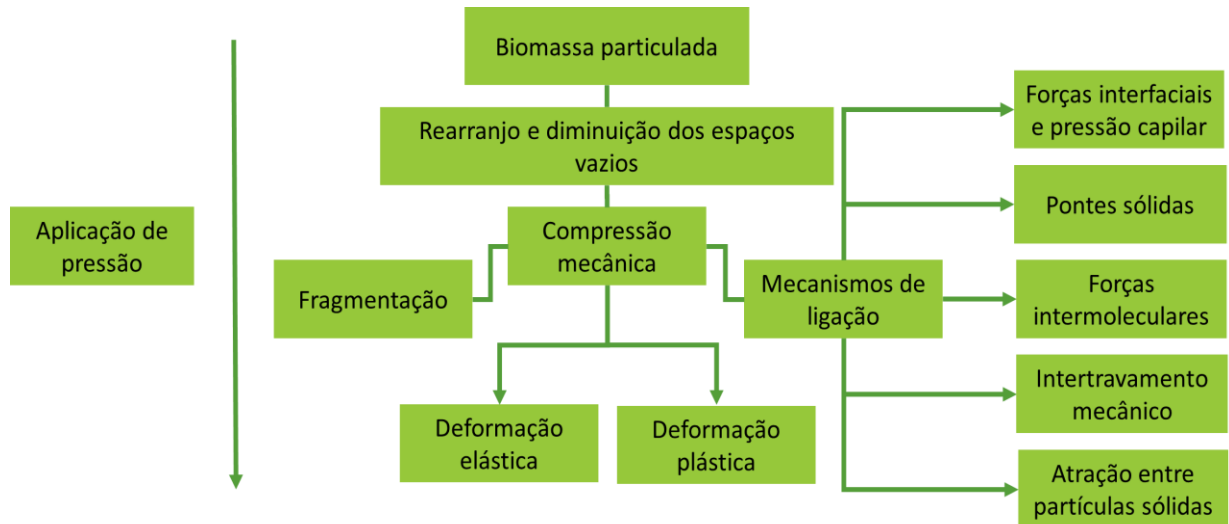 Biomassa particulada
Rearranjo e diminuição dos espaços
vazios
Aplicação de
pressão
Compressão
mecânica
Fragmentação
Mecanismos de
ligação
Deformação
elástica
Deformação
plástica
Forças interfaciais
e pressão capilar
Pontes sólidas
Forças
intermoleculares
Intertravamento
mecânico
Atração entre
partículas sólidas